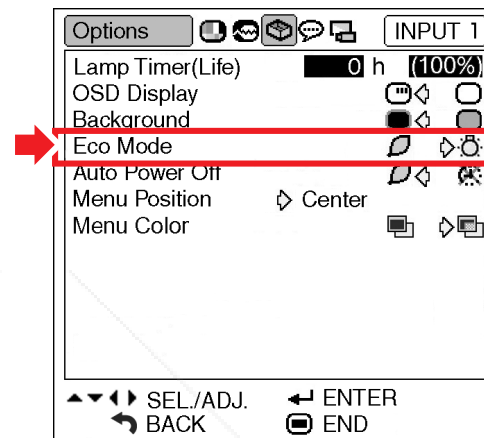 Options INPUT 1
Lamp Timer(Life) 0 h (100%)
OSD Display
Background
Eco Mode
Auto Power Off
Menu Position Center
Menu Color
SEL./ADJ. ENTER
BACK END